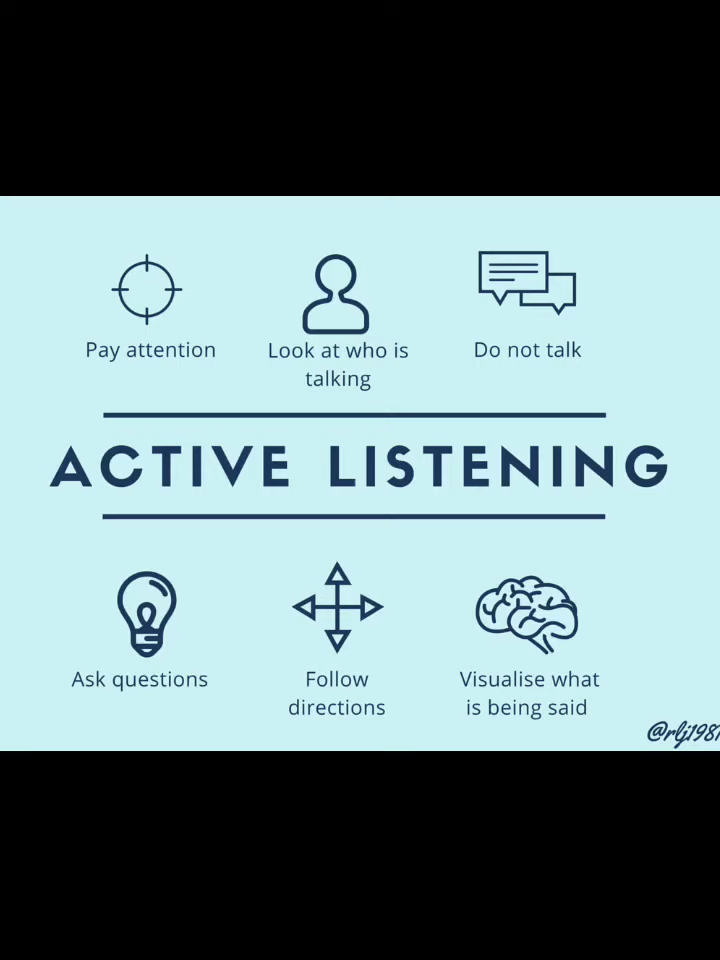 Pay attention
Look at who is
talking
Do not talk
ACTIVE LISTENING
Ask questions
Follow
directions
Visualise what
is being said
@rlj1981